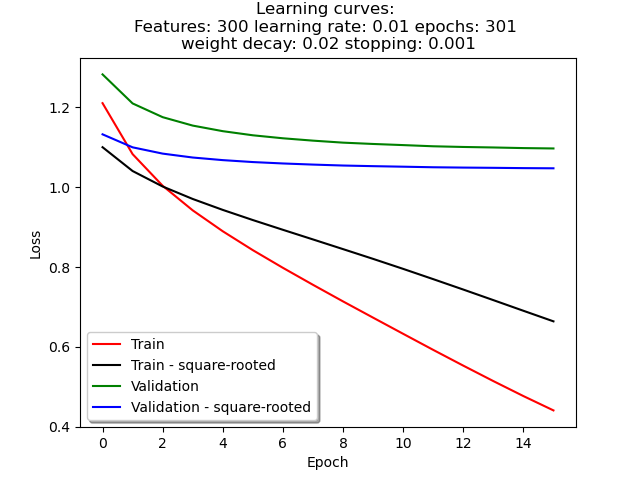 Learning curves:
Features: 300 learning rate: 0.01 epochs: 301
weight decay: 0.02 stopping: 0.001
1.2
1.0
0.8
0.6
0.4
Loss
Train
Train - square-rooted
Validation
Validation - square-rooted
0 2 4 6 8 10 12 14
Epoch